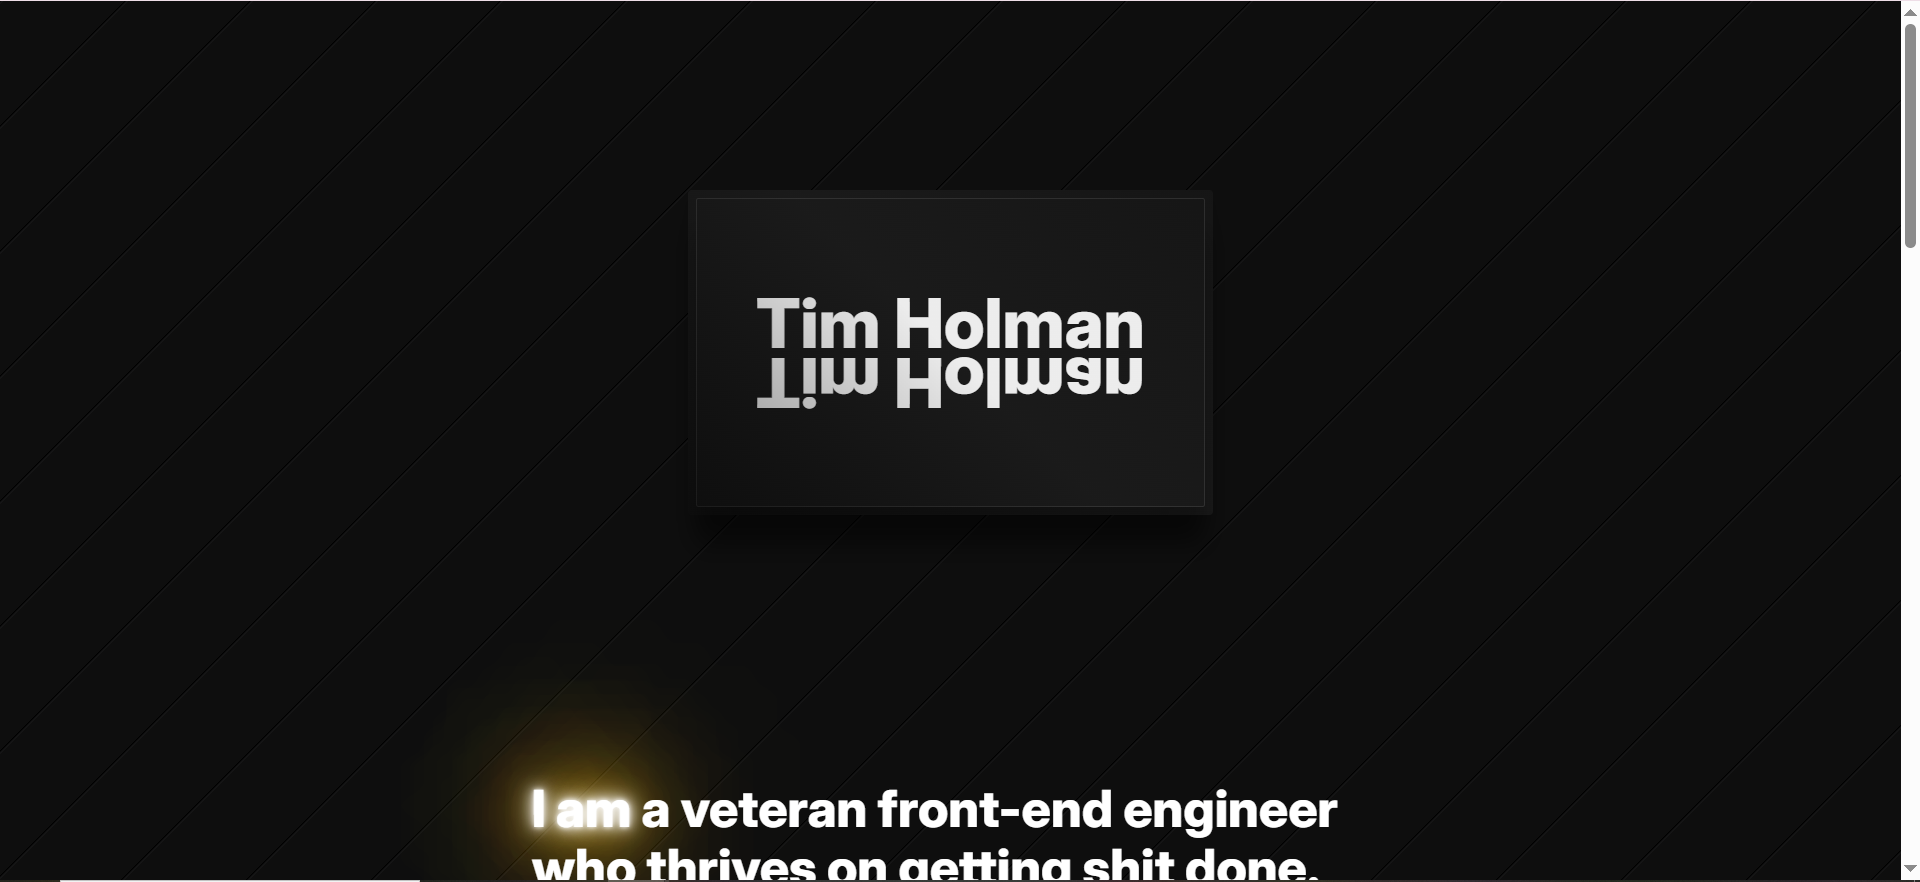 Tim Holman
Tim Holman
I am a veteran front-end engineer
who thrives on getting shit done.